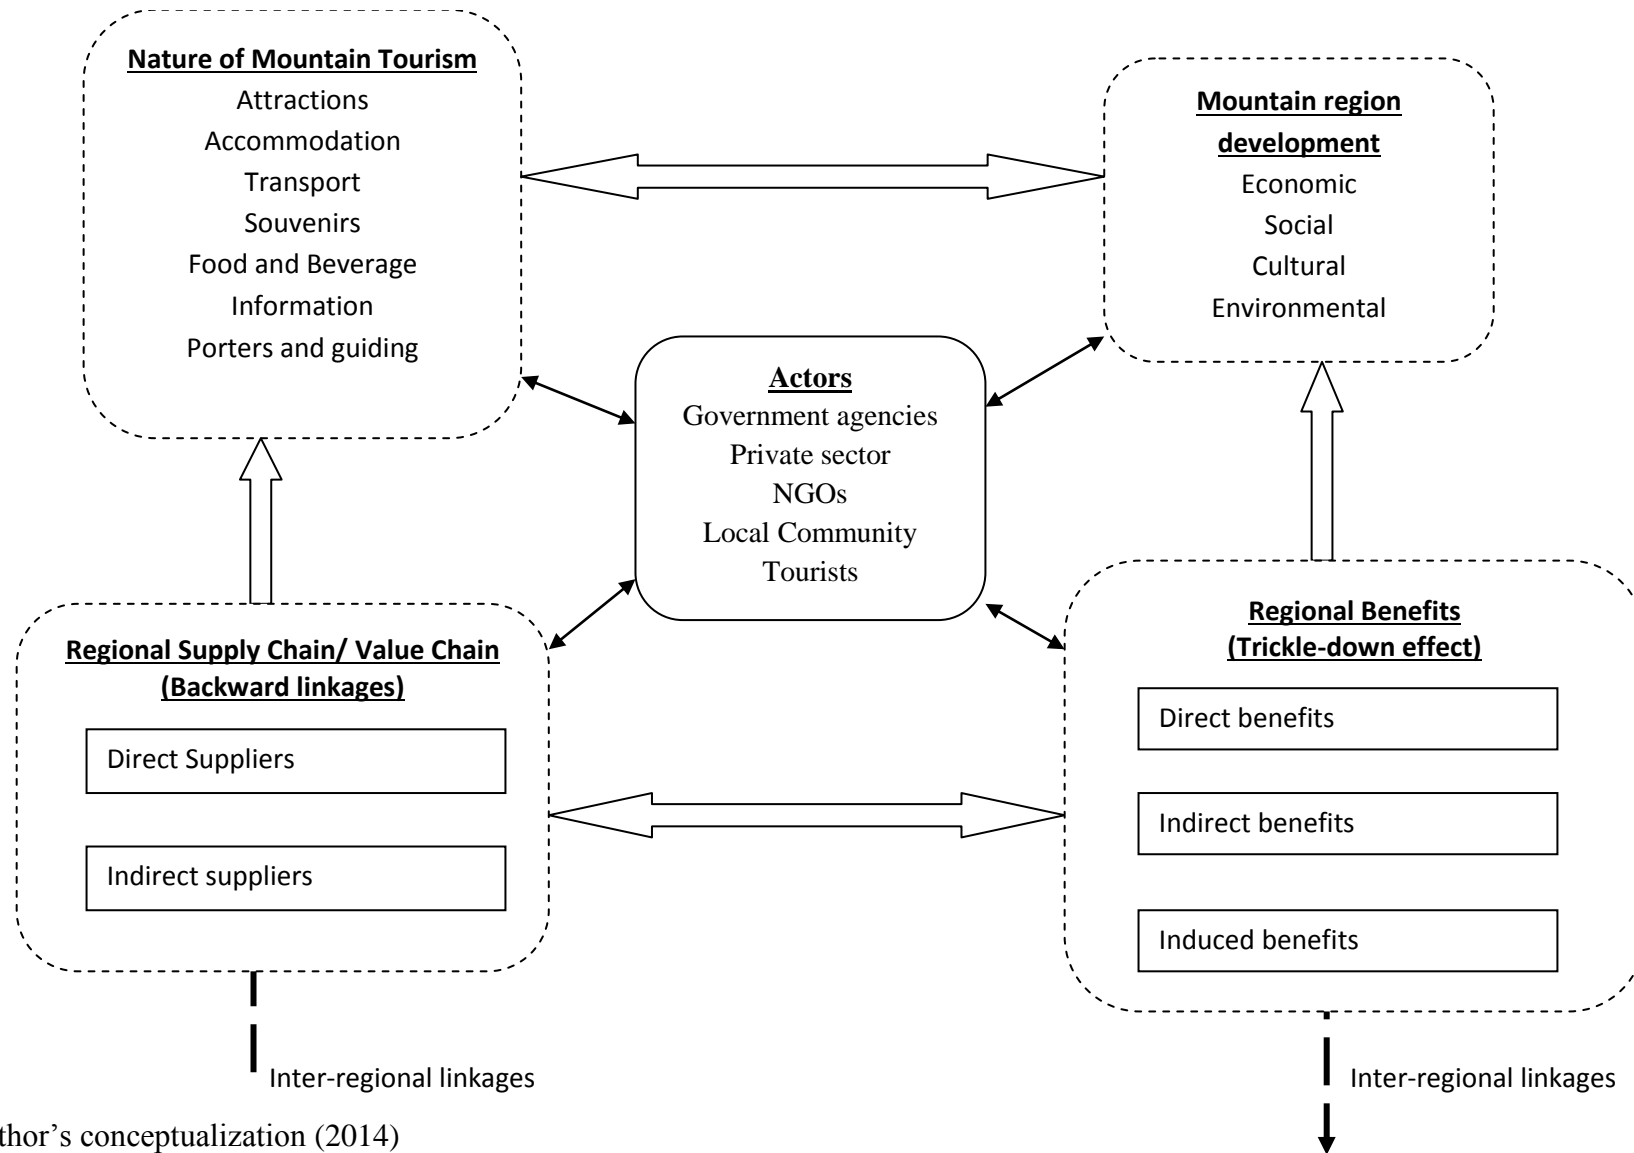 Nature of Mountain Tourism
Attractions
Accommodation
Transport
Souvenirs
Food and Beverage
Information
Porters and guiding
Mountain region
development
Economic
Social
Cultural
Environmental
Actors
Government agencies
Private sector
NGOs
Local Community
Tourists
Regional Supply Chain/ Value Chain
(Backward linkages)
Direct Suppliers
Indirect suppliers
Regional Benefits
(Trickle-down effect)
Direct benefits
Indirect benefits
Induced benefits
Inter-regional linkages
Inter-regional linkages
thor’s conceptualization (2014)